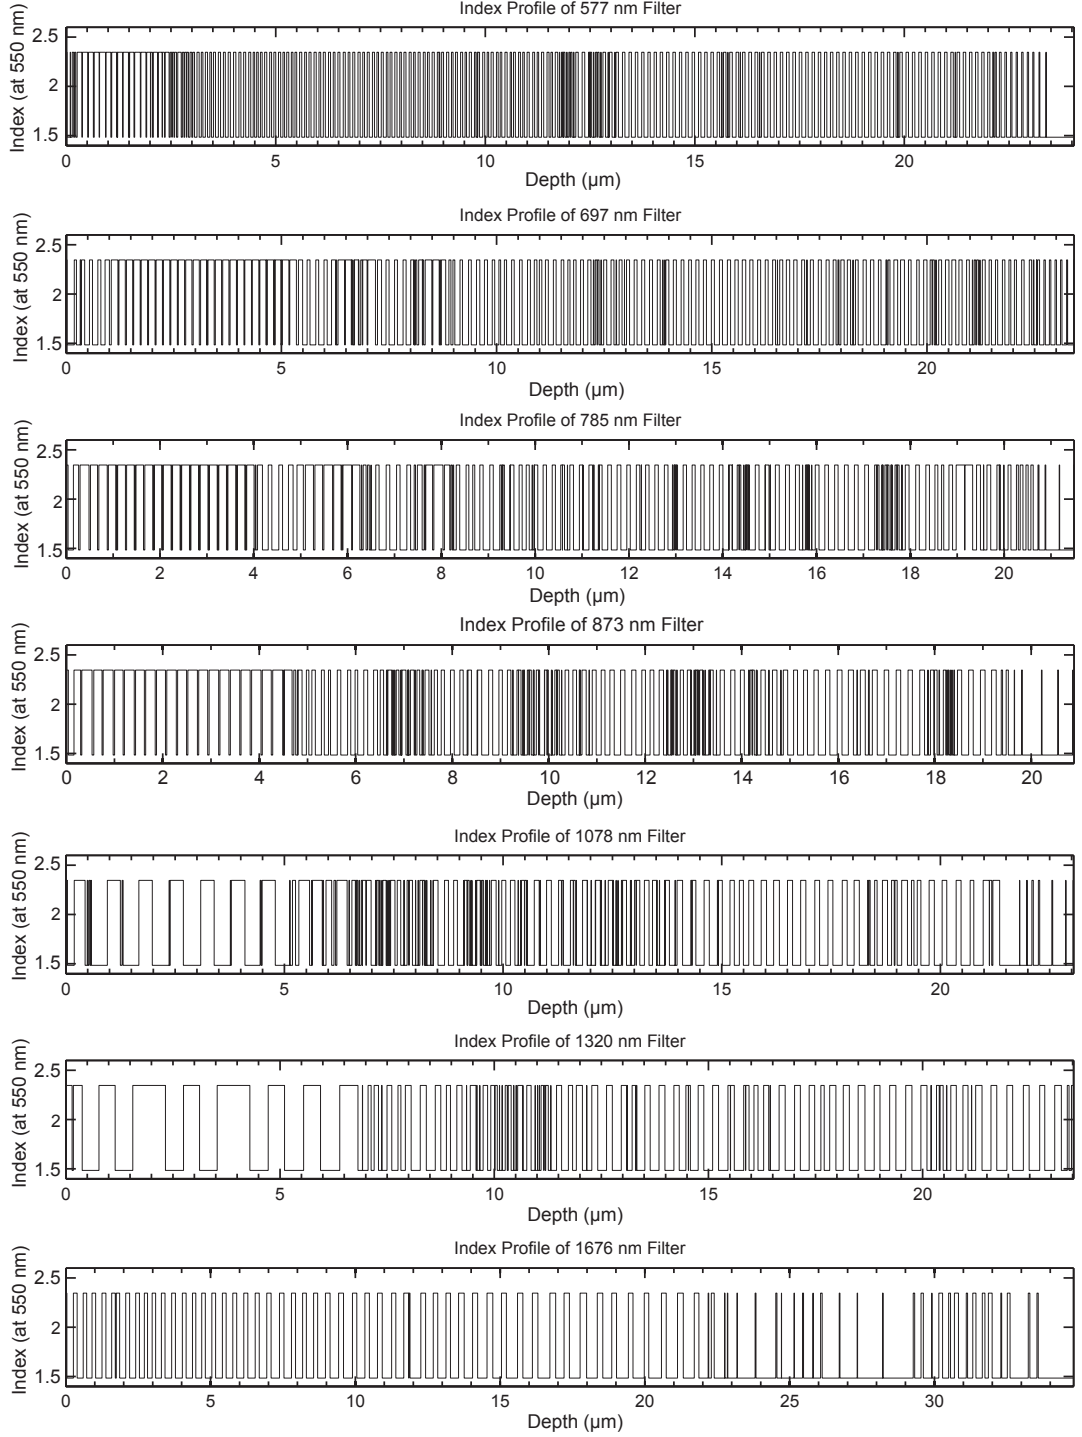 Index Profile of 577 nm Filter
Index (at 550 nm)
2.5
2
1.5
0 5 10 15 20
Depth (µm)
Index Profile of 697 nm Filter
Index (at 550 nm)
2.5
2
1.5
0 5 10 15 20
Depth (µm)
Index Profile of 785 nm Filter
Index (at 550 nm)
2.5
2
1.5
0 2 4 6 8 10 12 14 16 18 20
Depth (µm)
Index Profile of 873 nm Filter
Index (at 550 nm)
2.5
2
1.5
0 2 4 6 8 10 12 14 16 18 20
Depth (µm)
Index Profile of 1078 nm Filter
Index (at 550 nm)
2.5
2
1.5
0 5 10 15 20
Depth (µm)
Index Profile of 1320 nm Filter
Index (at 550 nm)
2.5
2
1.5
0 5 10 15 20
Depth (µm)
Index Profile of 1676 nm Filter
Index (at 550 nm)
2.5
2
1.5
0 5 10 15 20 25 30
Depth (µm)